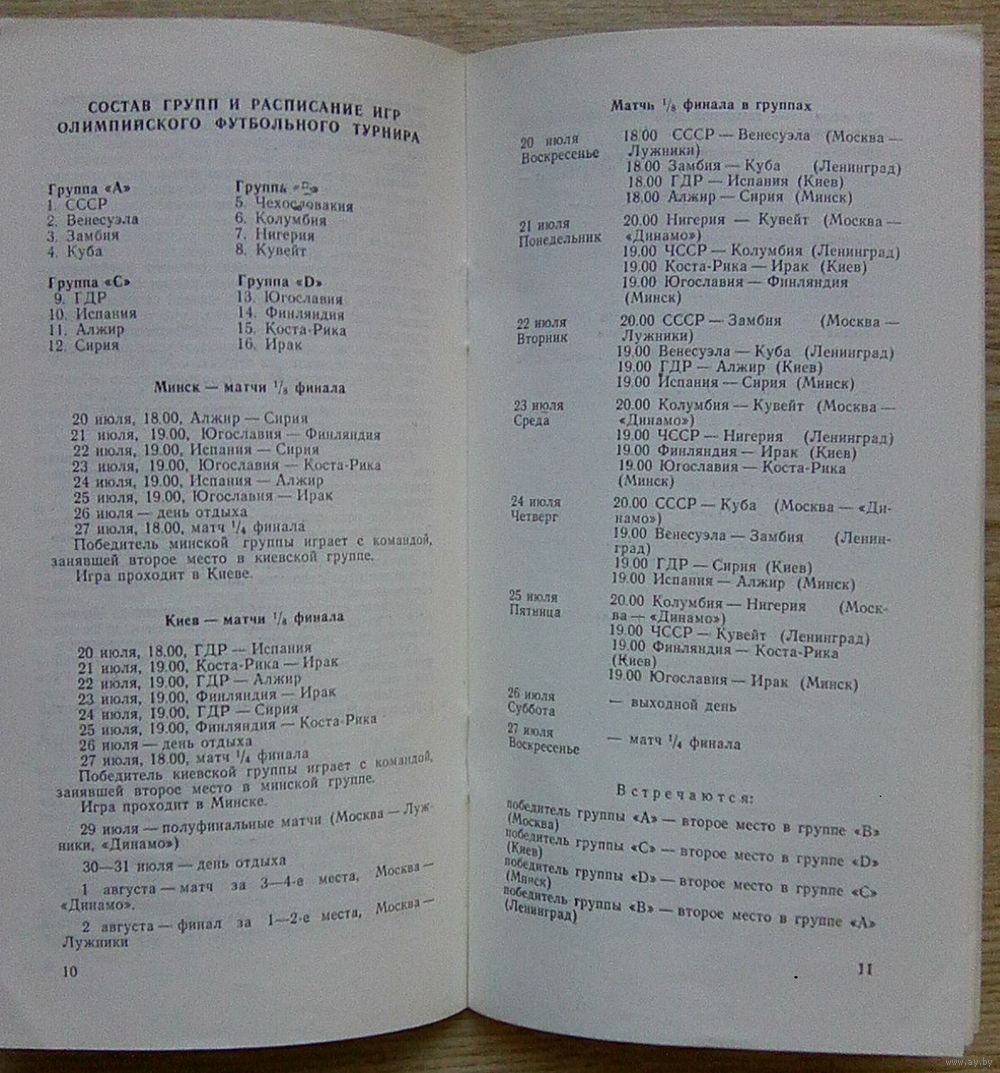 СОСТАВ ГРУПП И РАСПИСАНИЕ ИГР
ОЛИМПИЙСКОГО ФУТБОЛЬНОГО ТУРНИРА
Группа «А»
1. СССР
2. Венесуэла
3. Замбия
4. Куба
Группа
5. Чехословакия
6. Колумбия
7. Нигерия
8. Кувейт
Группа «С»
9. ГДР
10. Испания
11. Алжир
12. Сирия
Группа «D»
13. Югославия
14. Финляндия
15. Коста-Рика
16. Ирак
Минск — матчи 1/8 финала
20 июля, 18.00, Алжир — Сирия
21 июля, 19.00, Югославия — Финляндия
22 июля, 19.00, Испания — Сирия
23 июля, 19.00, Югославия — Коста-Рика
24 июля, 19.00, Испания — Алжир
25 июля, 19.00, Югославия — Ирак
26 июля — день отдыха
27 июля, 18.00, матч 1/4 финала
Победитель минской группы играет с командой,
занявшей второе место в киевской группе.
Игра проходит в Киеве.
Киев — матчи 1/8 финала
20 июля, 18.00, ГДР — Испания
21 июля, 19.00, Коста-Рика — Ирак
22 июля, 19.00, ГДР — Алжир
23 июля, 19.00, Финляндия — Ирак
24 июля, 19.00, ГДР — Сирия
25 июля, 19.00, Финляндия — Коста-Рика
26 июля — день отдыха
27 июля, 18.00, матч 1/4 финала
Победитель киевской группы играет с командой,
занявшей второе место в минской группе.
Игра проходит в Минске.
29 июля — полуфинальные матчи (Москва — Луж-
ники, «Динамо»)
30—31 июля — день отдыха
1 августа — матч за 3—4-е места, Москва —
«Динамо».
2 августа — финал за 1—2-е места, Москва —
Лужники
10
Матчь 1/8 финала в группах
20 июля
Воскресенье
18.00 СССР — Венесуэла (Москва —
Лужники)
18.00 Замбия — Куба (Ленинград)
18.00 ГДР — Испания (Киев)
18.00 Алжир — Сирия (Минск)
21 июля
Понедельник
20.00 Нигерия — Кувейт (Москва —
«Динамо»)
19.00 ЧССР — Колумбия (Ленинград)
19.00 Коста-Рика — Ирак (Киев)
19.00 Югославия — Финляндия
(Минск)
22 июля
Вторник
20.00 СССР — Замбия (Москва —
Лужники)
19.00 Венесуэла — Куба (Ленинград)
19.00 ГДР — Алжир (Киев)
19.00 Испания — Сирия (Минск)
23 июля
Среда
20.00 Колумбия — Кувейт (Москва —
«Динамо»)
19.00 ЧССР — Нигерия (Ленинград)
19.00 Финляндия — Ирак (Киев)
19.00 Югославия — Коста-Рика
(Минск)
24 июля
Четверг
20.00 СССР — Куба (Москва — «Ди-
намо»)
19.00 Венесуэла — Замбия (Ленин-
град)
19.00 ГДР — Сирия (Киев)
19.00 Испания — Алжир (Минск)
25 июля
Пятница
20.00 Колумбия — Нигерия (Моск-
ва — «Динамо»)
19.00 ЧССР — Кувейт (Ленинград)
19.00 Финляндия — Коста-Рика
(Киев)
19.00 Югославия — Ирак (Минск)
26 июля
Суббота
— выходной день
27 июля
Воскресенье
— матч 1/4 финала
Встречаются:
победитель группы «А» — второе место в группе «В»
(Москва)
победитель группы «С» — второе место в группе «D»
(Киев)
победитель группы «D» — второе место в группе «С»
(Минск)
победитель группы «В» — второе место в группе «А»
(Ленинград)
11
www.ay.by